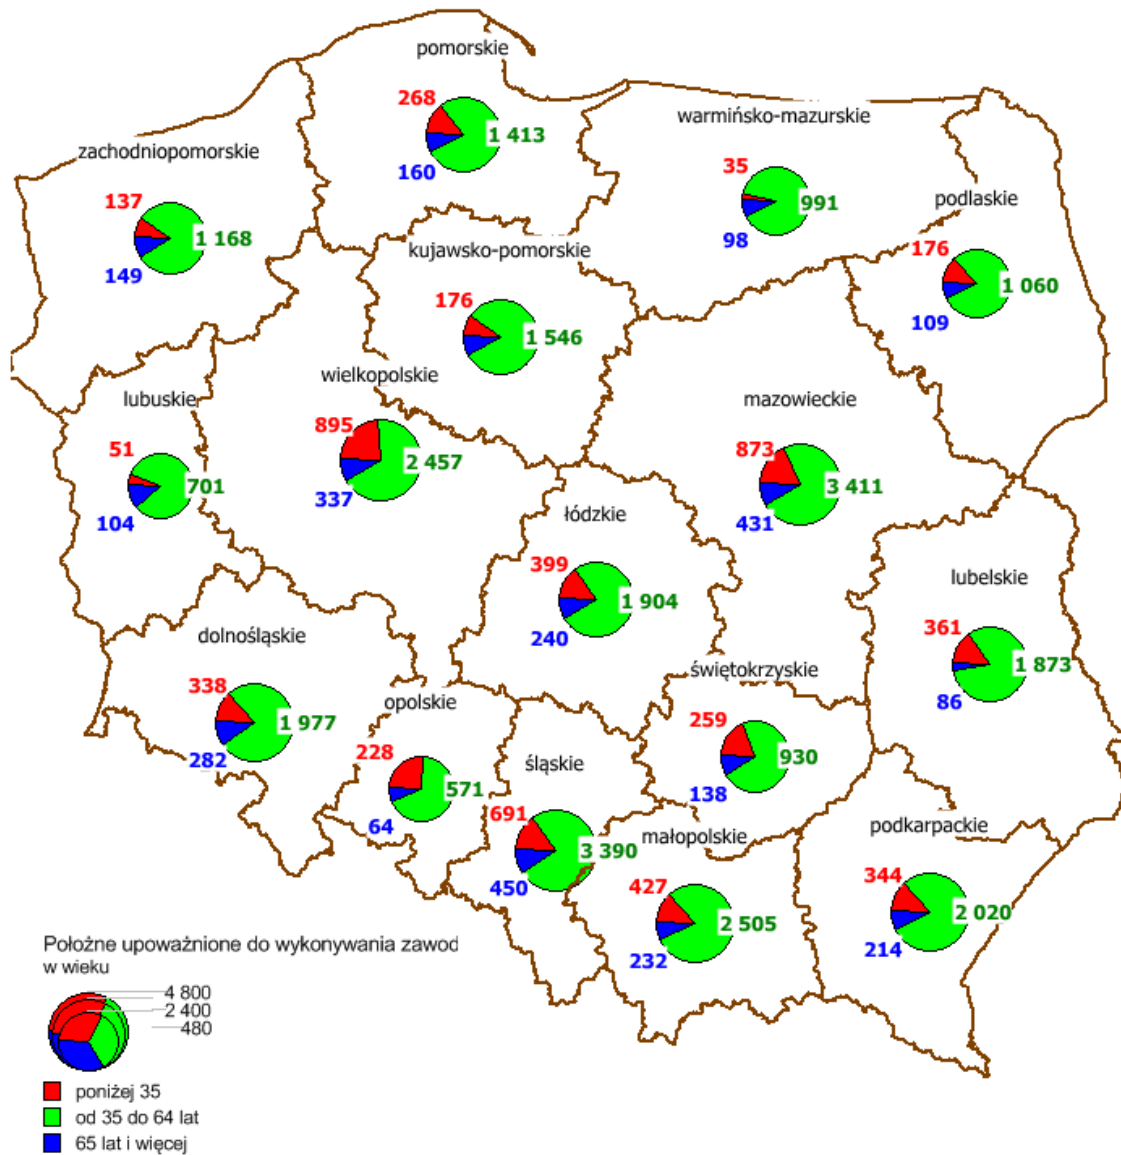 pomorskie
268
1 413
160
warmińsko-mazurskie
35
991
98
zachodniopomorskie
137
1 168
149
podlaskie
176
1 060
109
kujawsko-pomorskie
176
1 546
wielkopolskie
895
2 457
337
lubuskie
51
701
104
mazowieckie
873
3 411
431
łódzkie
399
1 904
240
lubelskie
361
1 873
86
dolnośląskie
338
1 977
282
opolskie
228
571
64
świętokrzyskie
259
930
138
śląskie
691
3 390
450
małopolskie
427
2 505
232
podkarpackie
344
2 020
214
Położne upoważnione do wykonywania zawod
w wieku
4 800
2 400
480
poniżej 35
od 35 do 64 lat
65 lat i więcej